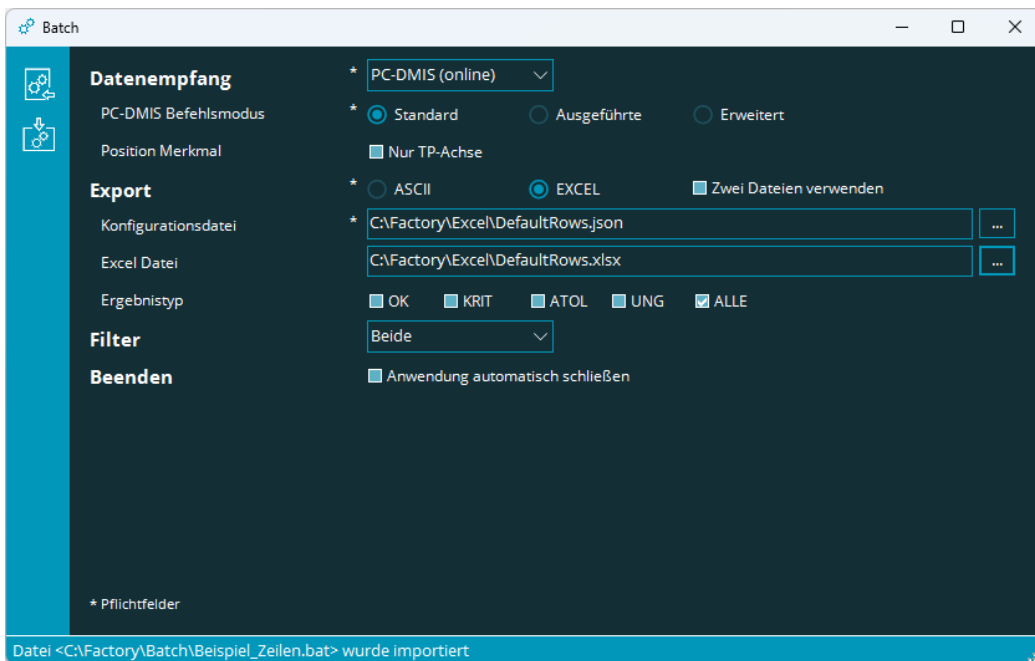 Batch
Datenempfang * PC-DMIS (online)
PC-DMIS Befehlsmodus * Standard Ausgeführte Erweitert
Position Merkmal Nur TP-Achse
Export * ASCII EXCEL Zwei Dateien verwenden
Konfigurationsdatei * C:\Factory\Excel\DefaultRows.json ...
Excel Datei C:\Factory\Excel\DefaultRows.xlsx ...
Ergebnistyp OK KRIT ATOL UNG ALLE
Filter Beide
Beenden Anwendung automatisch schließen
* Pflichtfelder
Datei <C:\Factory\Batch\Beispiel_Zeilen.bat> wurde importiert